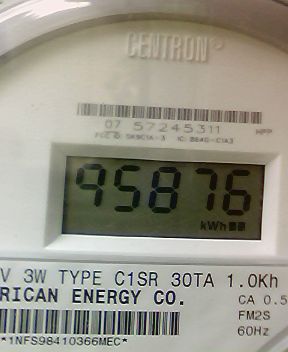 CENTRON®
07 57245311 HPP
95876
kWh
V 3W TYPE C1SR 30TA 1.0Kh
RICAN ENERGY CO.
CA 0.5
FM2S
60Hz
*1NFS98410366MEC*